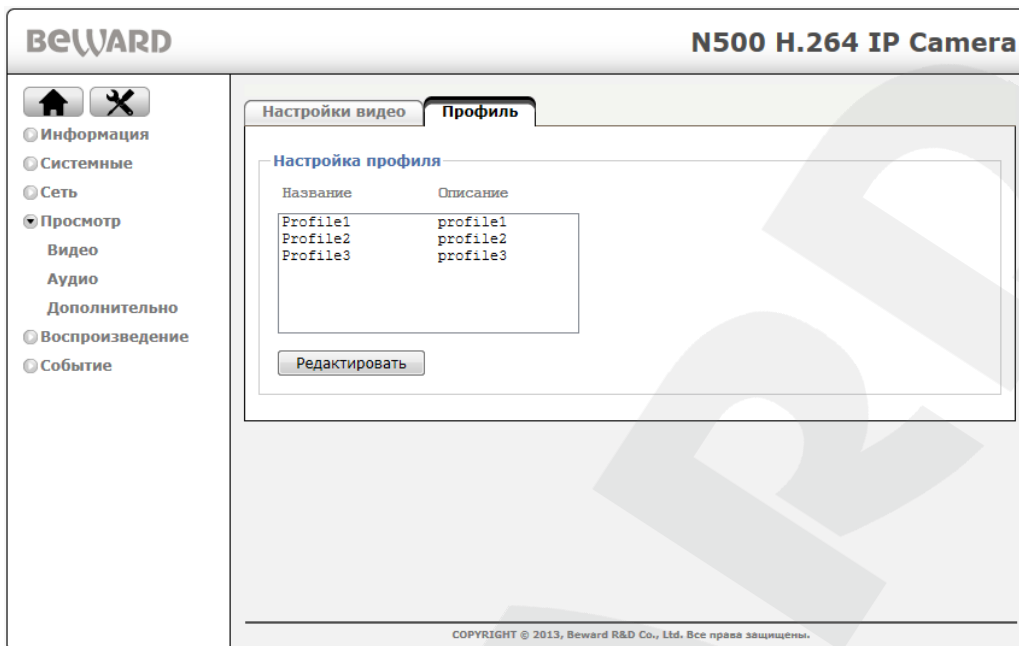 BEWARD
N500 H.264 IP Camera
Информация
Системные
Сеть
Просмотр
Видео
Аудио
Дополнительно
Воспроизведение
Событие
Настройки видео
Профиль
Настройка профиля
Название Описание
Profile1 profile1
Profile2 profile2
Profile3 profile3
Редактировать
COPYRIGHT © 2013, Beward R&D Co., Ltd. Все права защищены.